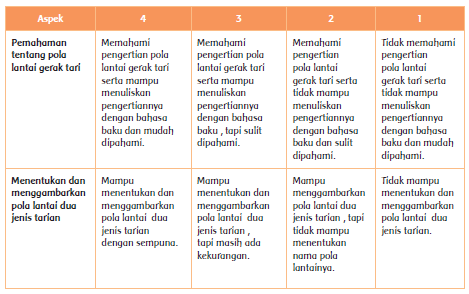 Aspek 4 3 2 1
Pemahaman
tentang pola
lantai gerak tari
Memahami
pengertian pola
lantai gerak tari
serta mampu
menuliskan
pengertiannya
dengan bahasa
baku dan mudah
dipahami.
Memahami
pengertian pola
lantai gerak tari
serta mampu
menuliskan
pengertiannya
dengan bahasa
baku , tapi sulit
dipahami.
Memahami
pengertian
pola lantai
gerak tari serta
tidak mampu
menuliskan
pengertiannya
dengan bahasa
baku dan sulit
dipahami.
Tidak memahami
pengertian
pola lantai
gerak tari serta
tidak mampu
menuliskan
pengertiannya
dengan bahasa
baku dan mudah
dipahami.
Menentukan dan
menggambarkan
pola lantai dua
jenis tarian
Mampu
menentukan dan
menggambarkan
pola lantai dua
jenis tarian
dengan sempuna.
Mampu
menentukan dan
menggambarkan
pola lantai dua
jenis tarian ,
tapi masih ada
kekurangan.
Mampu
menggambarkan
pola lantai dua
jenis tarian , tapi
tidak mampu
menentukan
nama pola
lantainya.
Tidak mampu
menentukan dan
menggambarkan
pola lantai dua
jenis tarian.